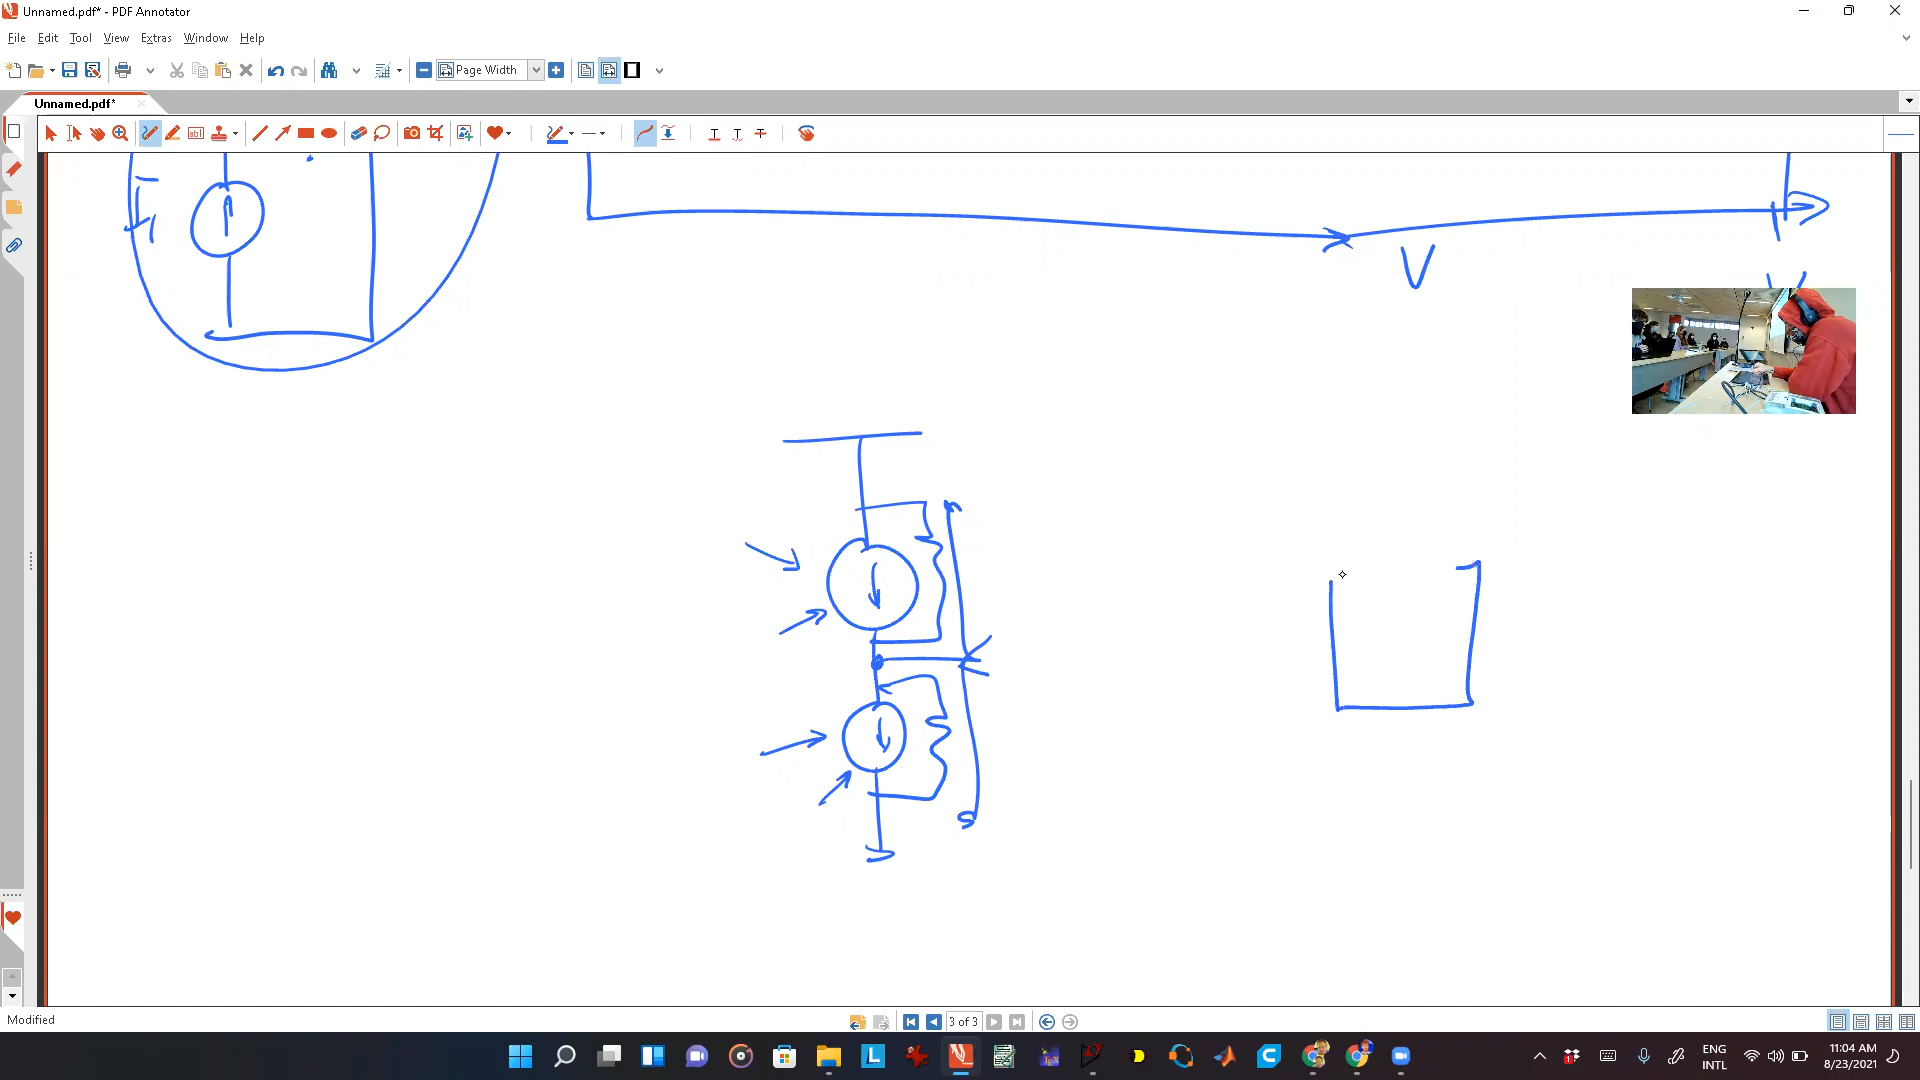 Unnamed.pdf* - PDF Annotator
File Edit Tool View Extras Window Help
Page Width
Unnamed.pdf*
V
Modified
3 of 3
L
ENG
INTL
11:04 AM
8/23/2021